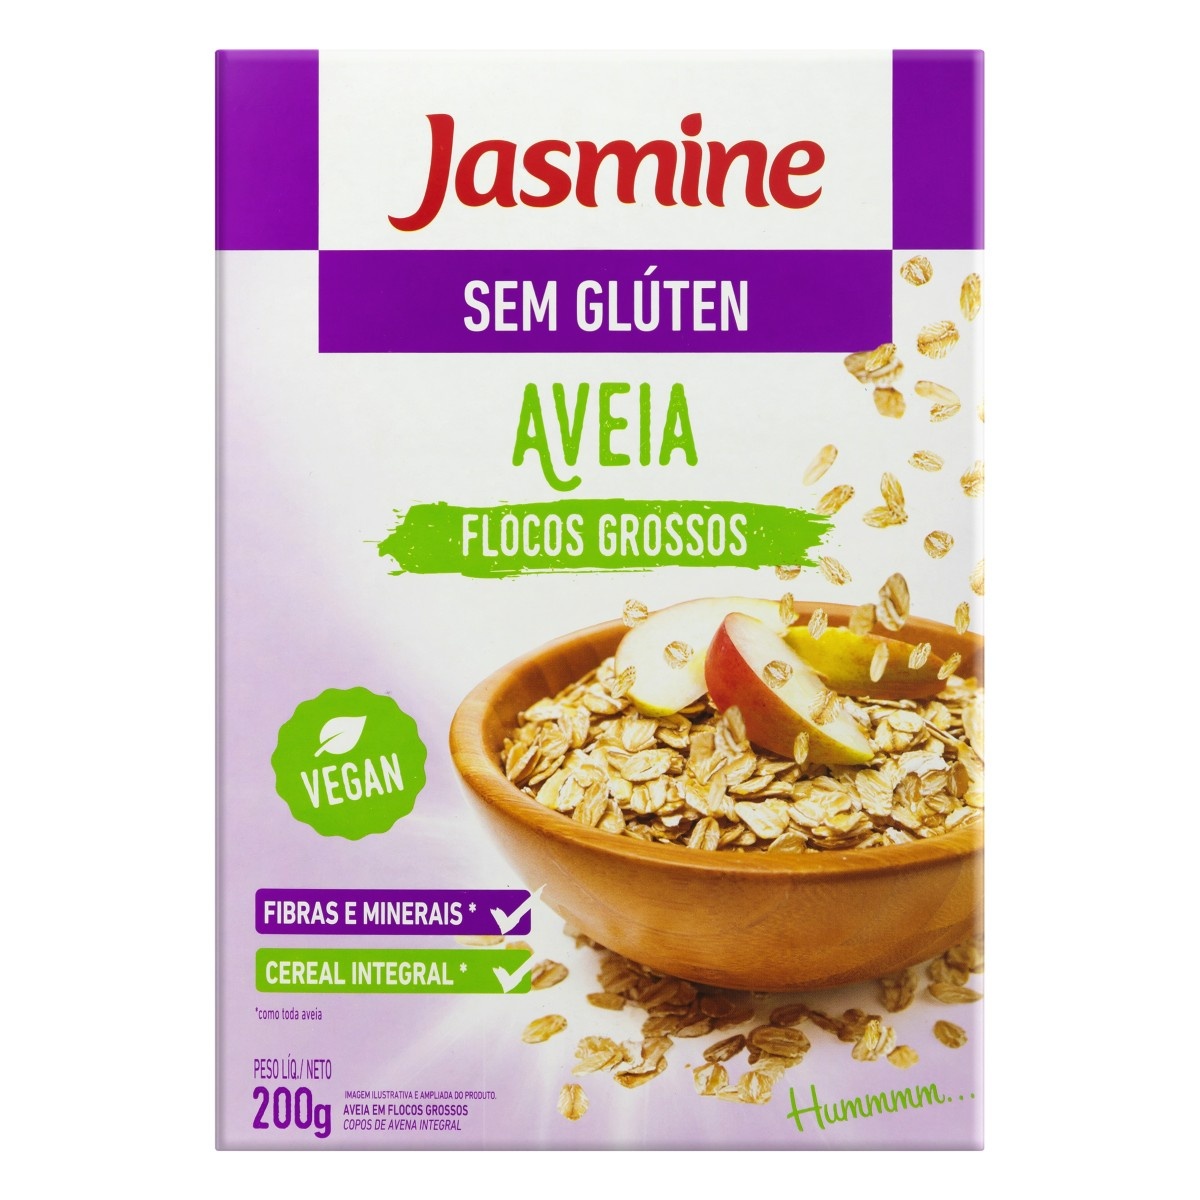 Jasmine
SEM GLÚTEN
AVEIA
FLOCOS GROSSOS
VEGAN
FIBRAS E MINERAIS *
CEREAL INTEGRAL *
*como toda aveia
PESO LÍQ./ NETO
200g
IMAGEM ILUSTRATIVA E AMPLIADA DO PRODUTO.
AVEIA EM FLOCOS GROSSOS
COPOS DE AVENA INTEGRAL
Hummmm...